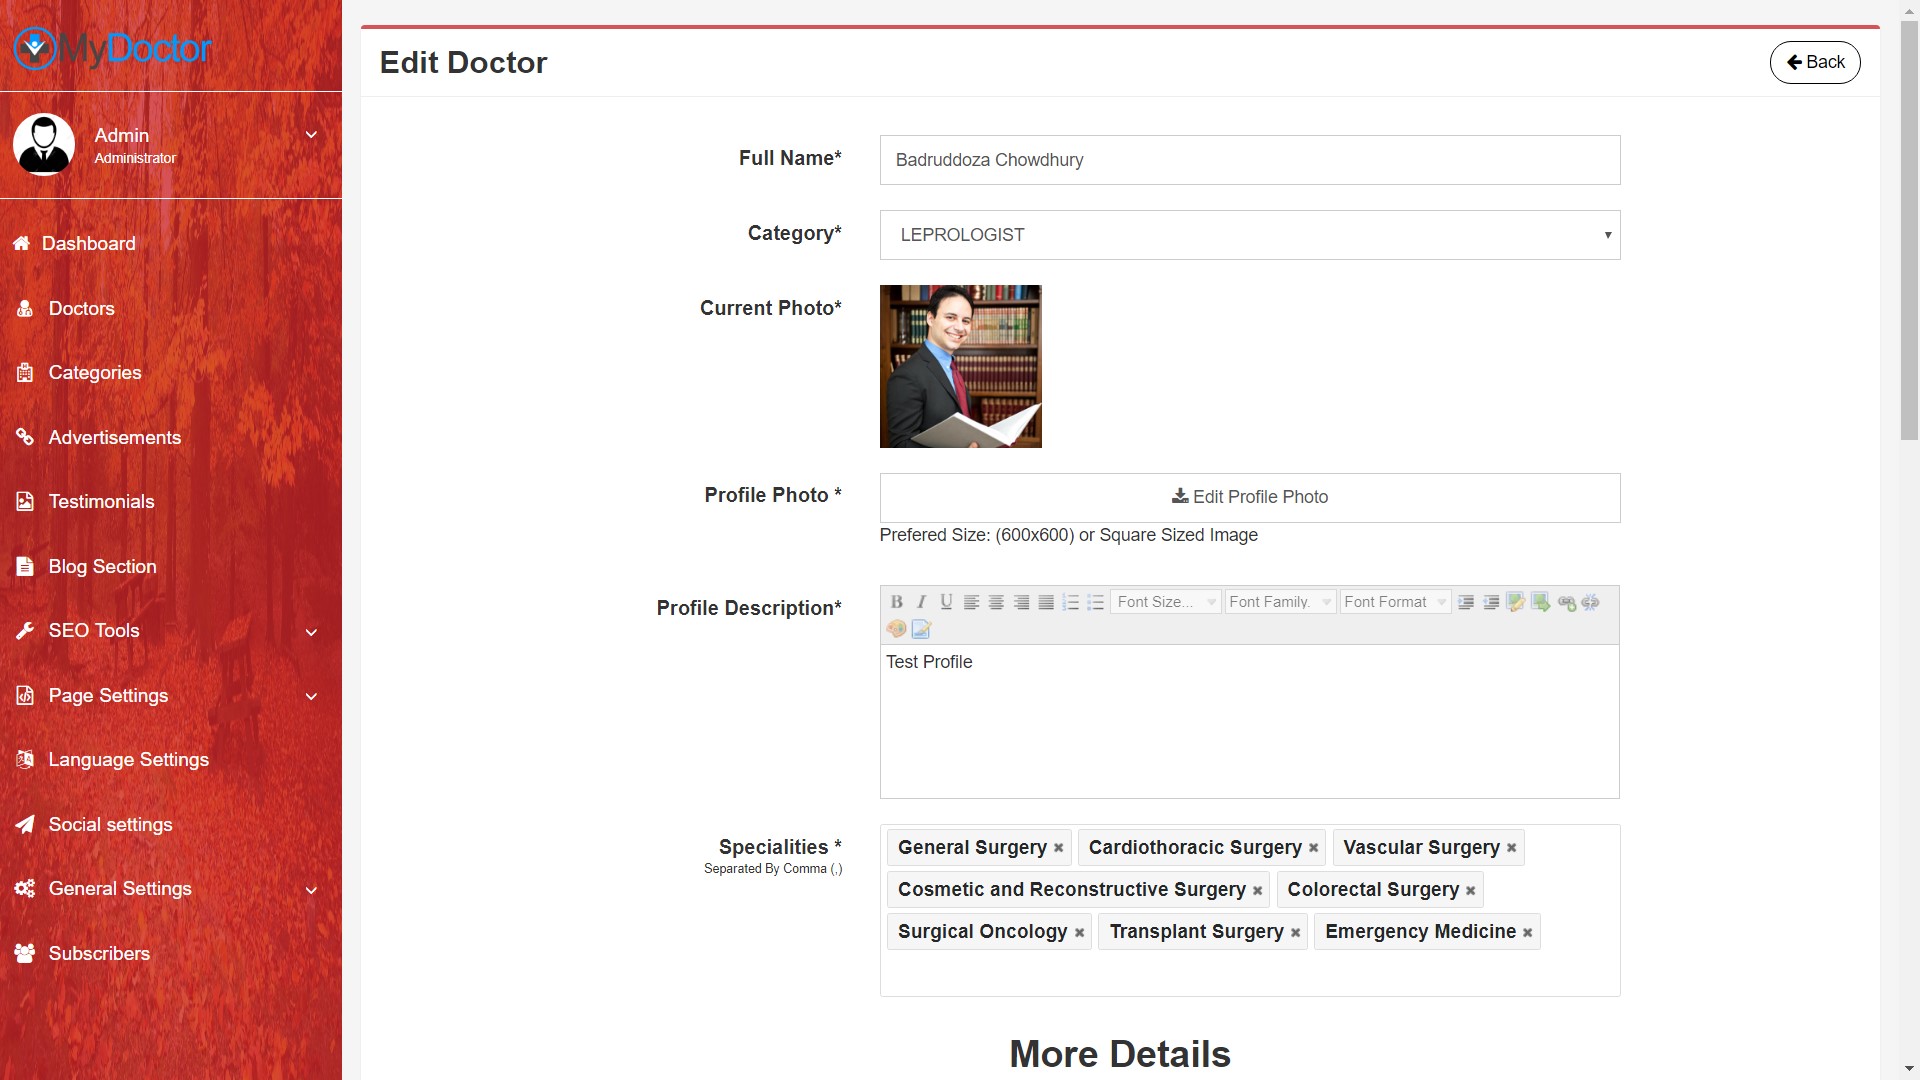 MyDoctor
Admin
Administrator
Dashboard
Doctors
Categories
Advertisements
Testimonials
Blog Section
SEO Tools
Page Settings
Language Settings
Social settings
General Settings
Subscribers
Edit Doctor
Back
Full Name*
Badruddoza Chowdhury
Category*
LEPROLOGIST
Current Photo*
Profile Photo *
Edit Profile Photo
Prefered Size: (600x600) or Square Sized Image
Profile Description*
B I U Font Size... Font Family. Font Format
Test Profile
Specialities *
Separated By Comma (,)
General Surgery × Cardiothoracic Surgery × Vascular Surgery ×
Cosmetic and Reconstructive Surgery × Colorectal Surgery ×
Surgical Oncology × Transplant Surgery × Emergency Medicine ×
More Details